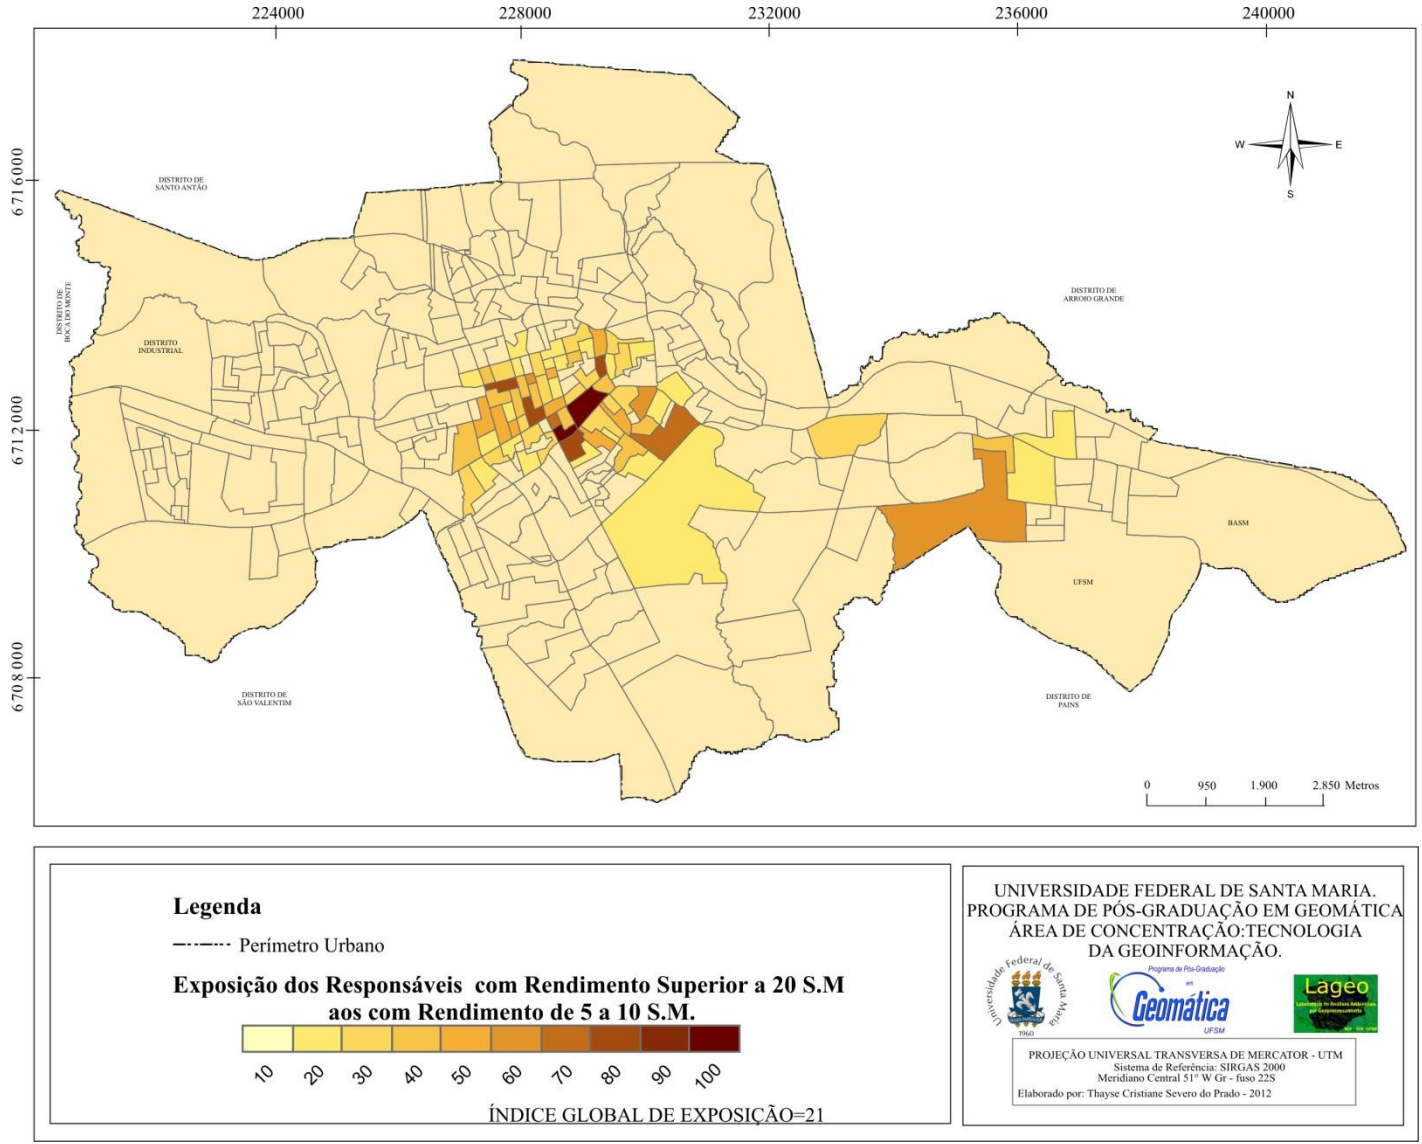 224000
228000
232000
236000
240000
6716000
6712000
6708000
N
W
E
S
DISTRITO DE
SANTO ANTÃO
DISTRITO DE
BOCA DO MONTE
DISTRITO
INDUSTRIAL
DISTRITO DE
ARROIO GRANDE
BASM
UFSM
DISTRITO DE
SÃO VALENTIM
DISTRITO DE
PAINS
0 950 1.900 2.850 Metros
Legenda
Perímetro Urbano
Exposição dos Responsáveis com Rendimento Superior a 20 S.M
aos com Rendimento de 5 a 10 S.M.
10 20 30 40 50 60 70 80 90 100
ÍNDICE GLOBAL DE EXPOSIÇÃO=21
UNIVERSIDADE FEDERAL DE SANTA MARIA.
PROGRAMA DE PÓS-GRADUAÇÃO EM GEOMÁTICA
ÁREA DE CONCENTRAÇÃO:TECNOLOGIA
DA GEOINFORMAÇÃO.
Universidade Federal de Santa Maria
1960
Programa de Pós-Graduação
em
Geomática
UFSM
Lageo
PROJEÇÃO UNIVERSAL TRANSVERSA DE MERCATOR - UTM
Sistema de Referência: SIRGAS 2000
Meridiano Central 51° W Gr - fuso 22S
Elaborado por: Thayse Cristiane Severo do Prado - 2012